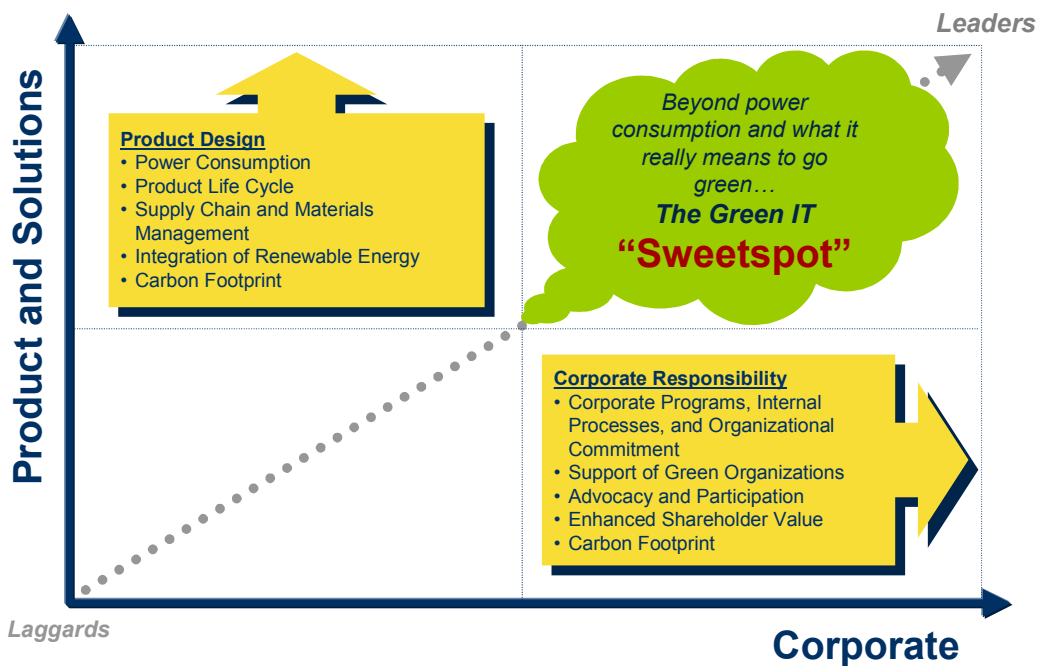 Leaders
Product and Solutions
Product Design
• Power Consumption
• Product Life Cycle
• Supply Chain and Materials
Management
• Integration of Renewable Energy
• Carbon Footprint
Beyond power
consumption and what it
really means to go
green…
The Green IT
“Sweetspot”
Corporate Responsibility
• Corporate Programs, Internal
Processes, and Organizational
Commitment
• Support of Green Organizations
• Advocacy and Participation
• Enhanced Shareholder Value
• Carbon Footprint
Laggards
Corporate